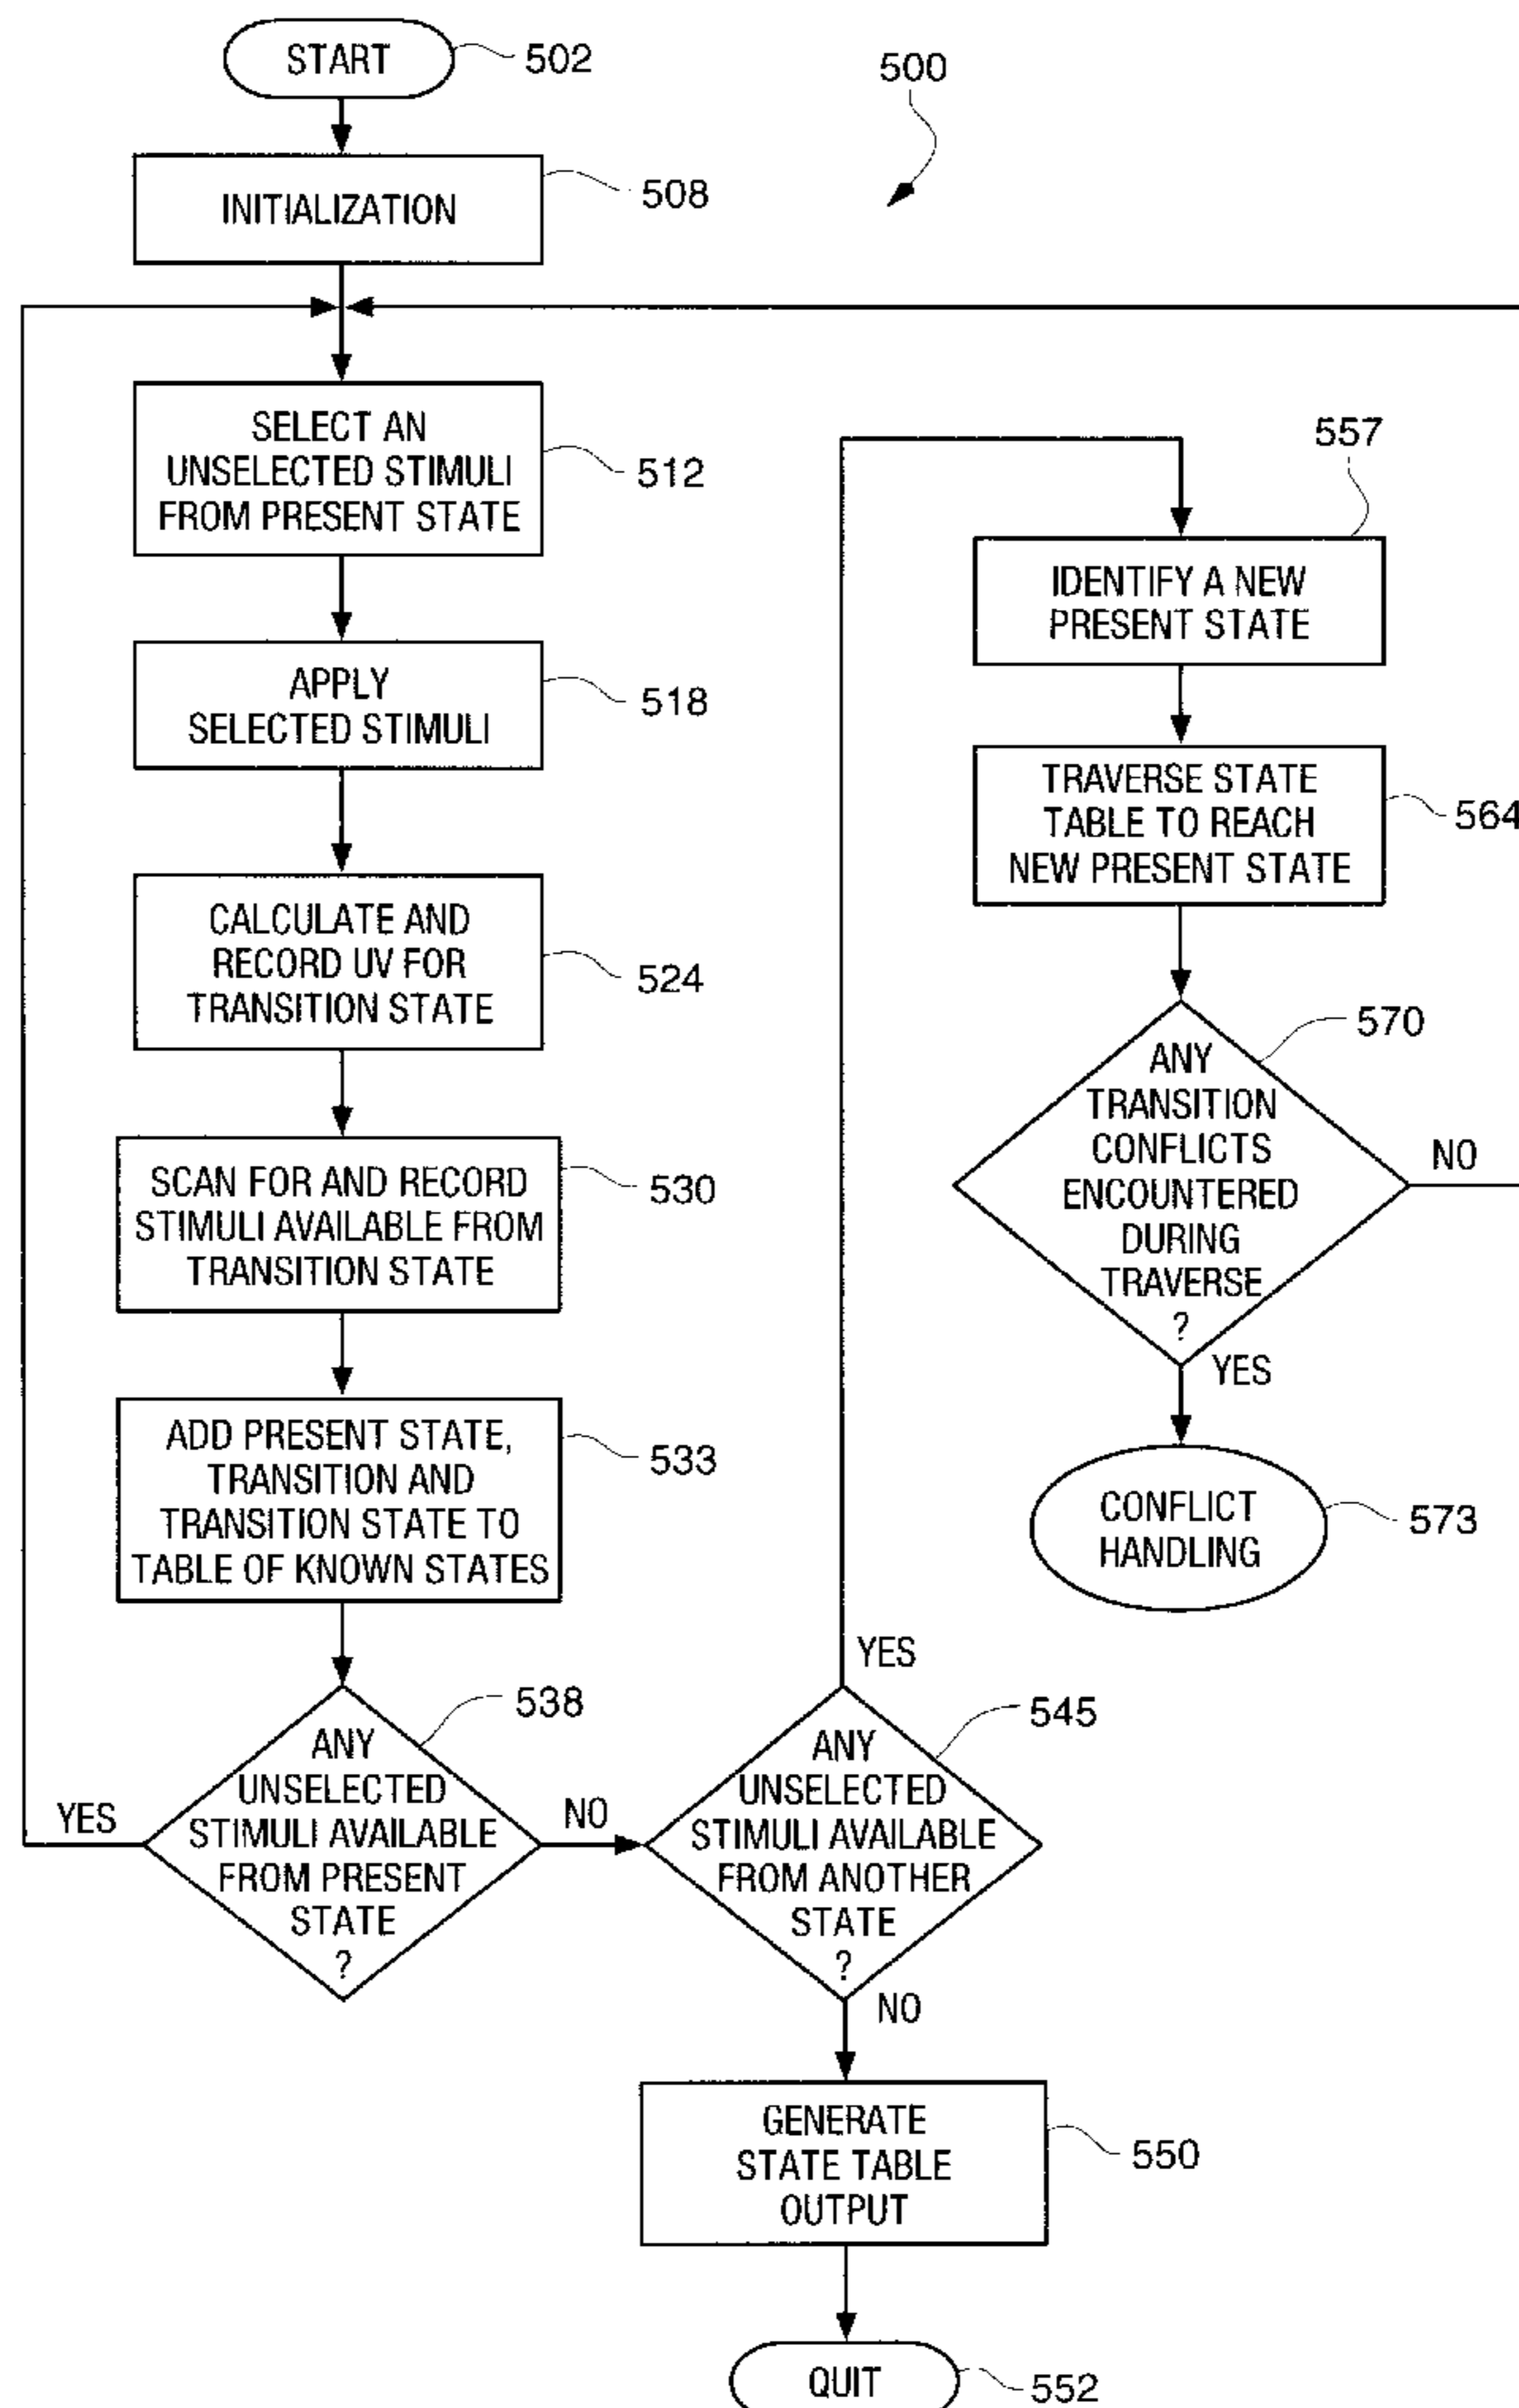 START
502
500
INITIALIZATION
508
SELECT AN
UNSELECTED STIMULI
FROM PRESENT STATE
512
APPLY
SELECTED STIMULI
518
CALCULATE AND
RECORD UV FOR
TRANSITION STATE
524
SCAN FOR AND RECORD
STIMULI AVAILABLE FROM
TRANSITION STATE
530
ADD PRESENT STATE,
TRANSITION AND
TRANSITION STATE TO
TABLE OF KNOWN STATES
533
ANY
UNSELECTED
STIMULI AVAILABLE
FROM PRESENT
STATE
?
538
YES
NO
ANY
UNSELECTED
STIMULI AVAILABLE
FROM ANOTHER
STATE
?
545
YES
NO
GENERATE
STATE TABLE
OUTPUT
550
QUIT
552
557
IDENTIFY A NEW
PRESENT STATE
TRAVERSE STATE
TABLE TO REACH
NEW PRESENT STATE
564
ANY
TRANSITION
CONFLICTS
ENCOUNTERED
DURING
TRAVERSE
?
570
NO
YES
CONFLICT
HANDLING
573